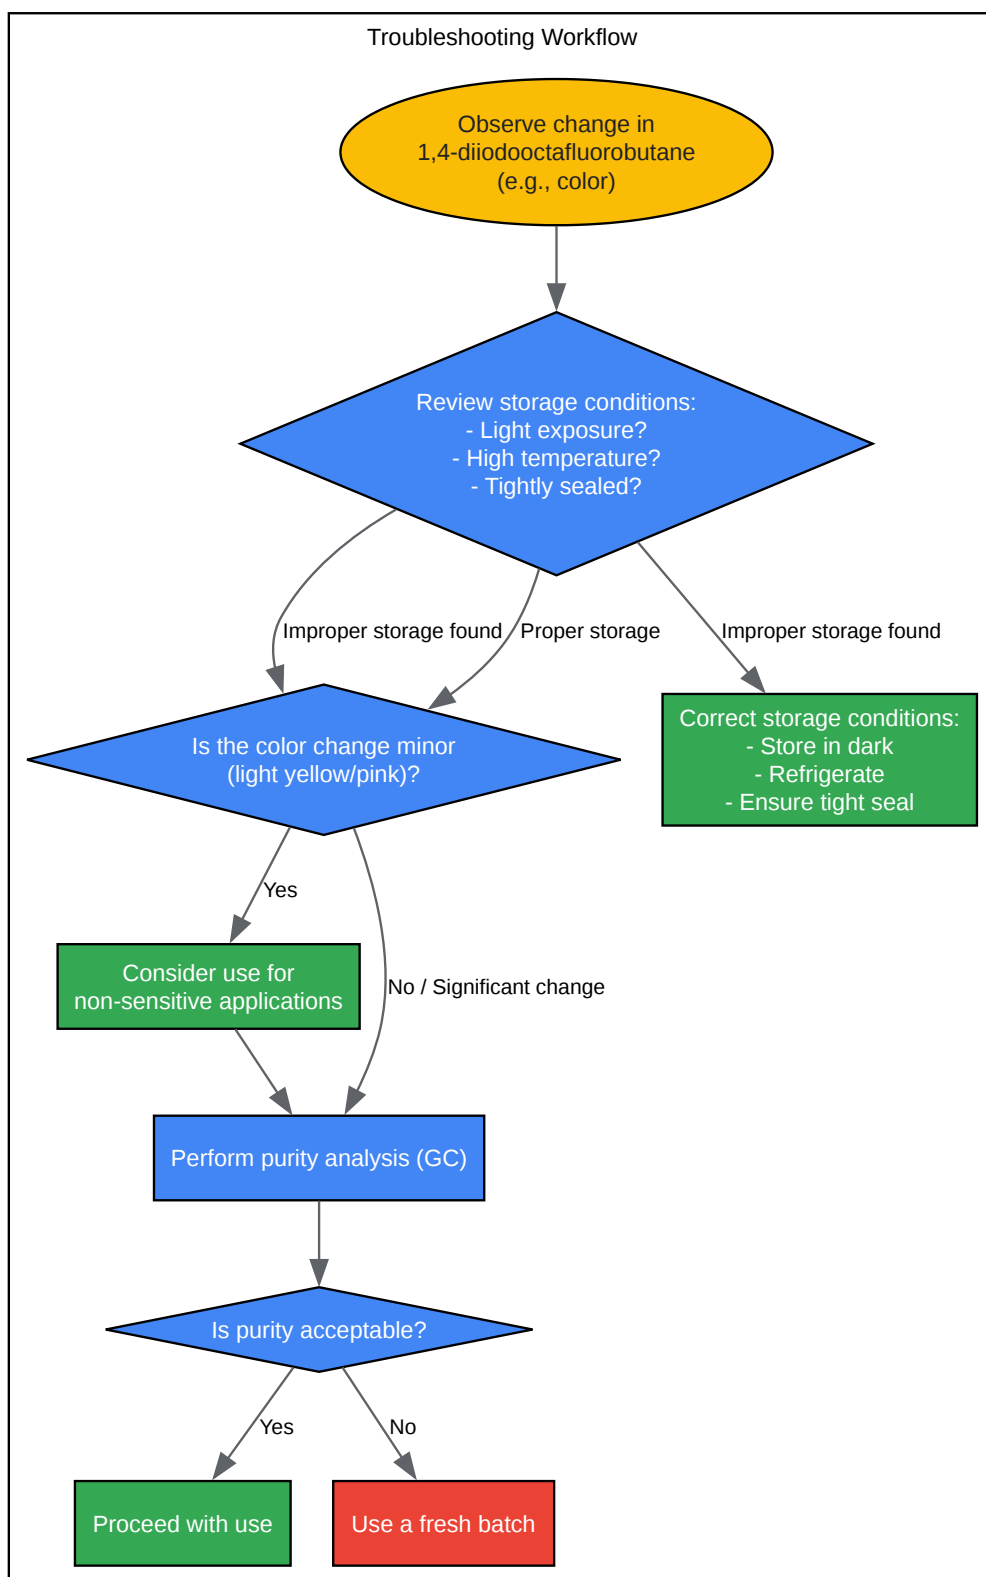 Troubleshooting Workflow
Observe change in
1,4-diiodooctafluorobutane
(e.g., color)
Review storage conditions:
- Light exposure?
- High temperature?
- Tightly sealed?
Improper storage found
Proper storage
Improper storage found
Is the color change minor
(light yellow/pink)?
Correct storage conditions:
- Store in dark
- Refrigerate
- Ensure tight seal
Yes
No / Significant change
Consider use for
non-sensitive applications
Perform purity analysis (GC)
Is purity acceptable?
Yes
No
Proceed with use
Use a fresh batch